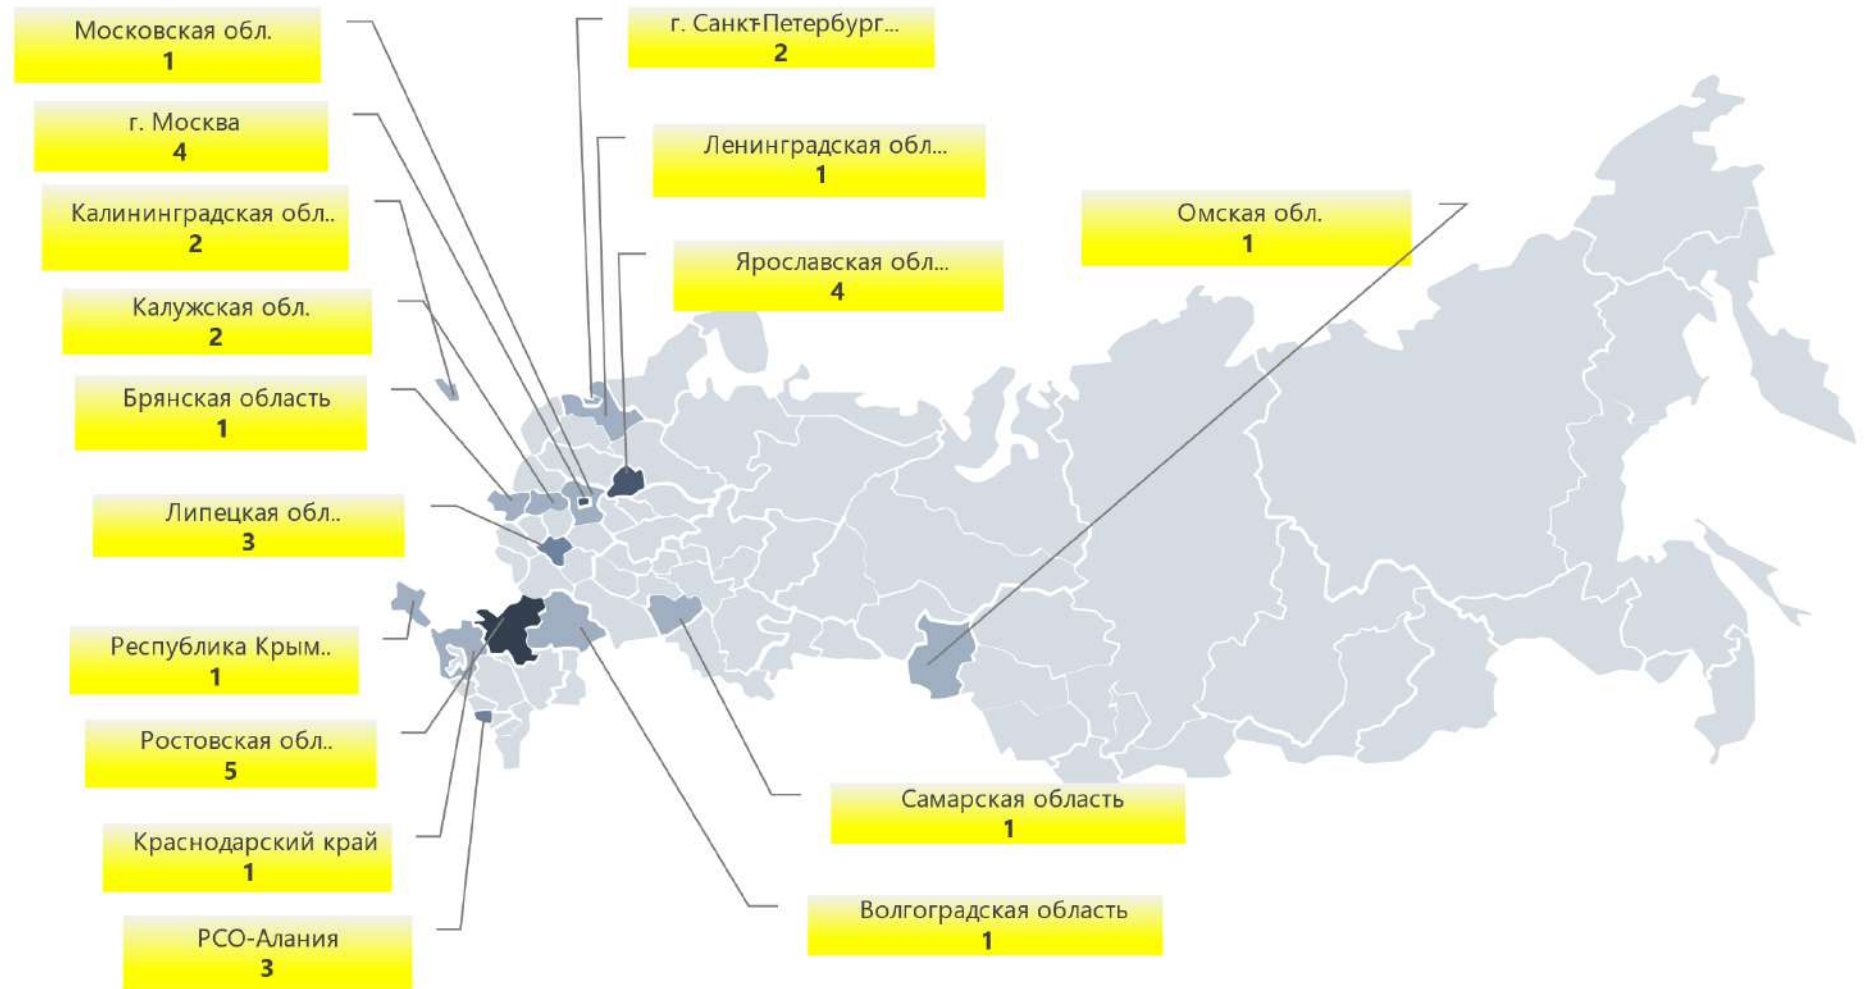 Московская обл.
1
г. Москва
4
Калининградская обл..
2
Калужская обл.
2
Брянская область
1
Липецкая обл..
3
Республика Крым..
1
Ростовская обл..
5
Краснодарский край
1
РСО-Алания
3
г. Санкт-Петербург...
2
Ленинградская обл...
1
Ярославская обл...
4
Омская обл.
1
Самарская область
1
Волгоградская область
1